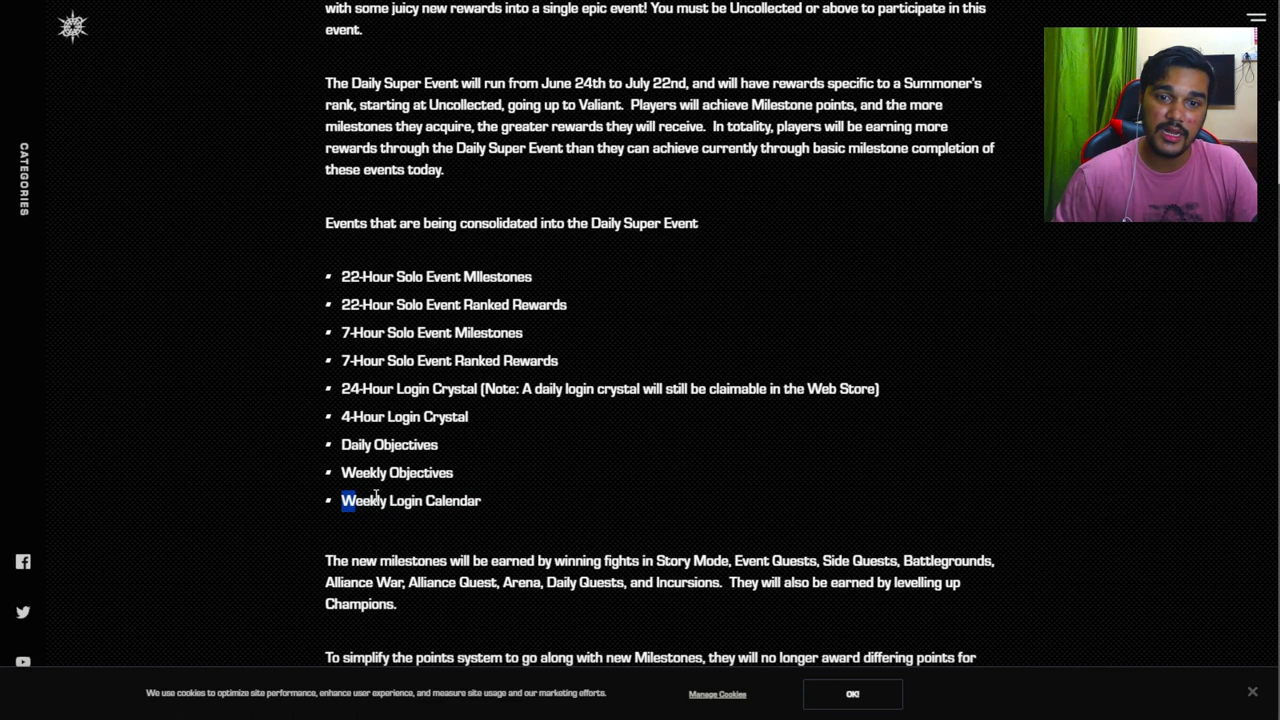 with some juicy new rewards into a single epic event! You must be Uncollected or above to participate in this
event.
The Daily Super Event will run from June 24th to July 22nd, and will have rewards specific to a Summoner's
rank, starting at Uncollected, going up to Valiant. Players will achieve Milestone points, and the more
milestones they acquire, the greater rewards they will receive. In totality, players will be earning more
rewards through the Daily Super Event than they can achieve currently through basic milestone completion of
these events today.
CATEGORIES
Events that are being consolidated into the Daily Super Event
22-Hour Solo Event MIlestones
22-Hour Solo Event Ranked Rewards
7-Hour Solo Event Milestones
7-Hour Solo Event Ranked Rewards
24-Hour Login Crystal (Note: A daily login crystal will still be claimable in the Web Store)
4-Hour Login Crystal
Daily Objectives
Weekly Objectives
Weekly Login Calendar
The new milestones will be earned by winning fights in Story Mode, Event Quests, Side Quests, Battlegrounds,
Alliance War, Alliance Quest, Arena, Daily Quests, and Incursions. They will also be earned by levelling up
Champions.
To simplify the points system to go along with new Milestones, they will no longer award differing points for
We use cookies to optimize site performance, enhance user experience, and measure site usage and our marketing efforts.
Manage Cookies
OK!